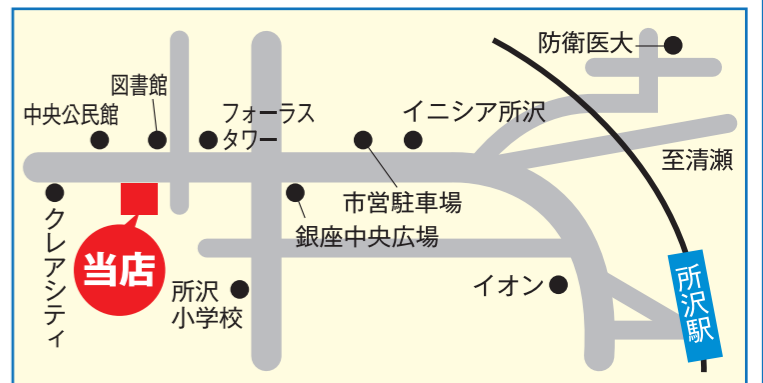 防衛医大
図書館
中央公民館
フォーラス
タワー
イニシア所沢
至清瀬
市営駐車場
銀座中央広場
クレアシティ
当店
所沢
小学校
イオン
所沢駅